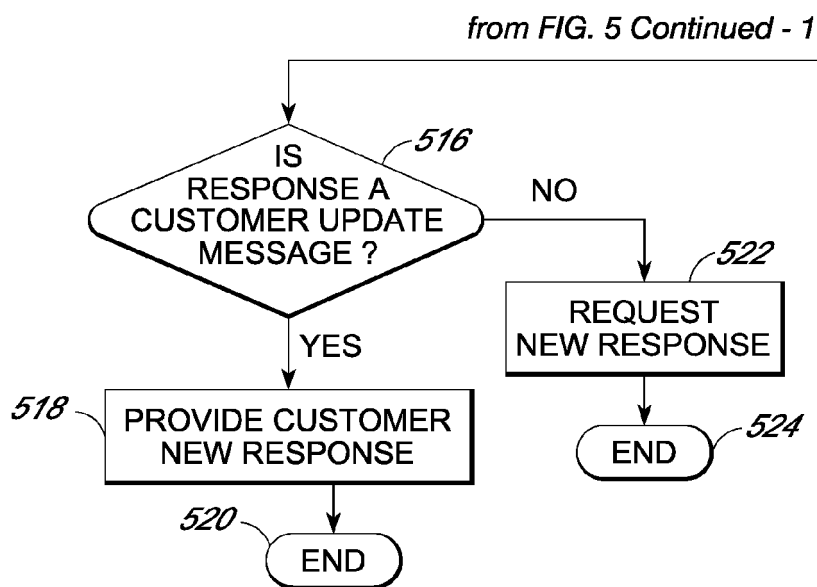 from FIG. 5 Continued - 1
516
IS
RESPONSE A
CUSTOMER UPDATE
MESSAGE ?
NO
522
REQUEST
NEW RESPONSE
YES
518
PROVIDE CUSTOMER
NEW RESPONSE
END
524
520
END